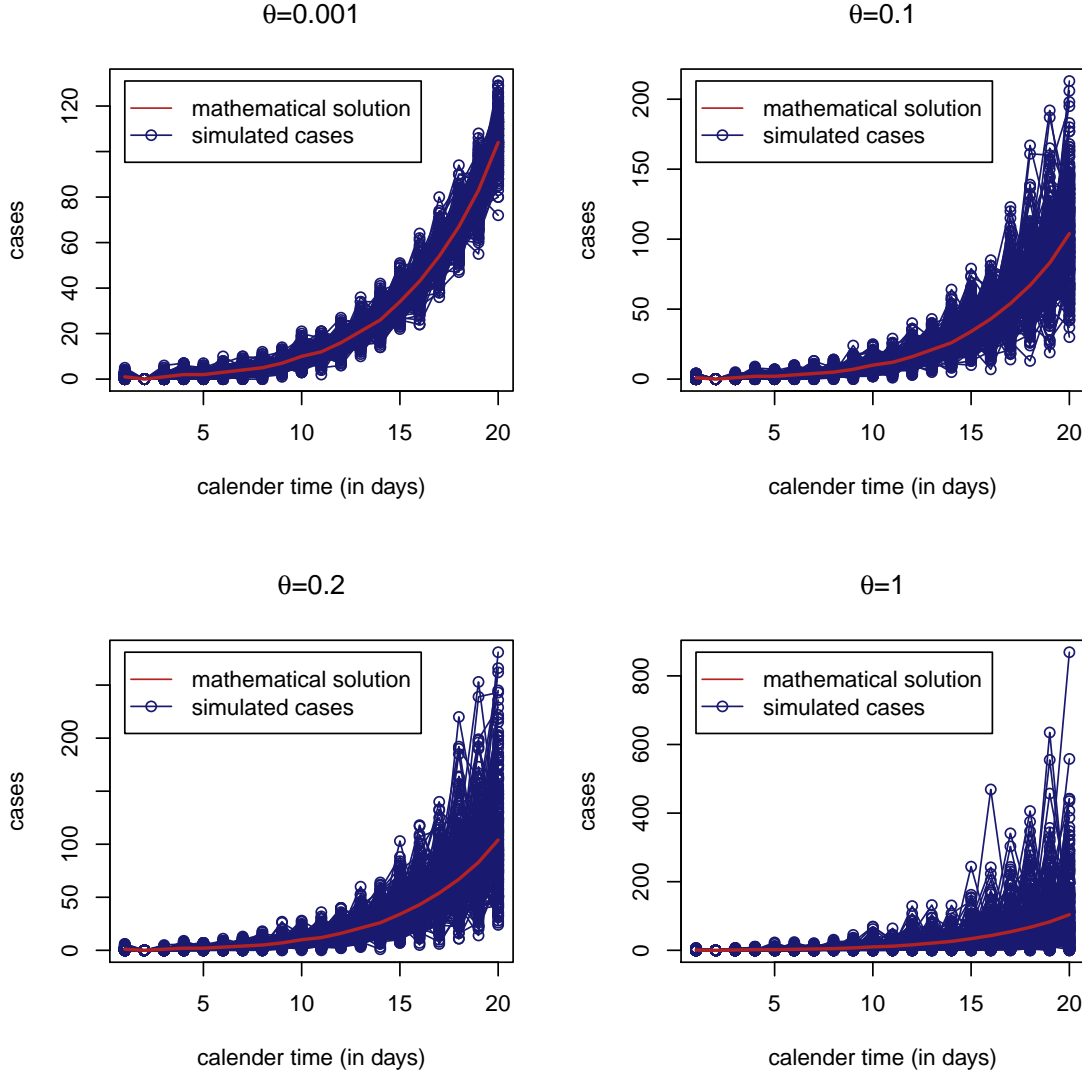 θ=0.001
mathematical solution
simulated cases
cases
0 20 40 60 80 120
5 10 15 20
calender time (in days)
θ=0.1
mathematical solution
simulated cases
cases
0 50 100 150 200
5 10 15 20
calender time (in days)
θ=0.2
mathematical solution
simulated cases
cases
0 50 100 200
5 10 15 20
calender time (in days)
θ=1
mathematical solution
simulated cases
cases
0 200 400 600 800
5 10 15 20
calender time (in days)